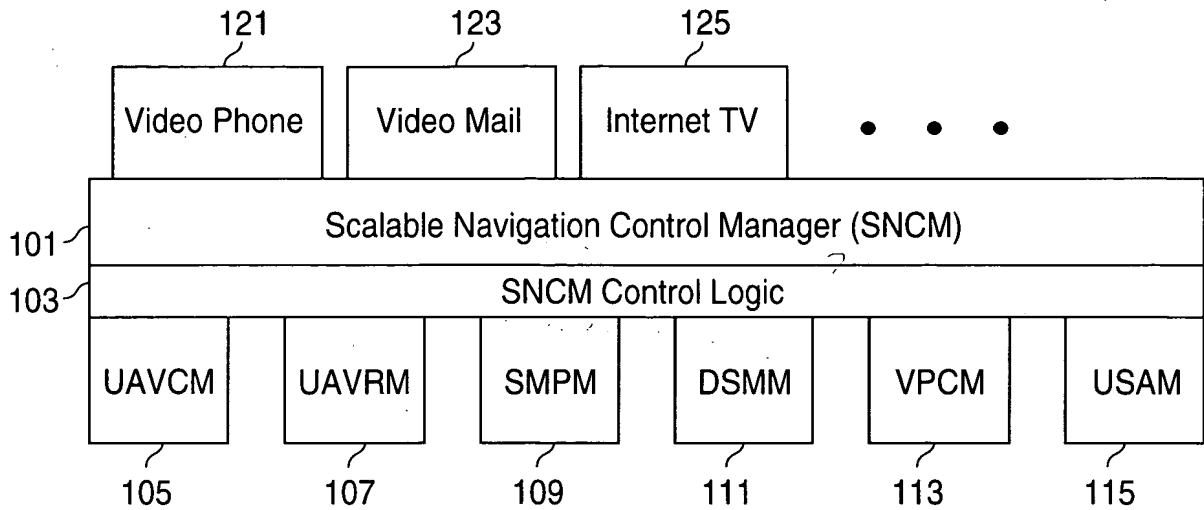 121 123 125
Video Phone Video Mail Internet TV
101 Scalable Navigation Control Manager (SNCM)
103 SNCM Control Logic
UAVCM UAVRM SMPM DSMM VPCM USAM
105 107 109 111 113 115